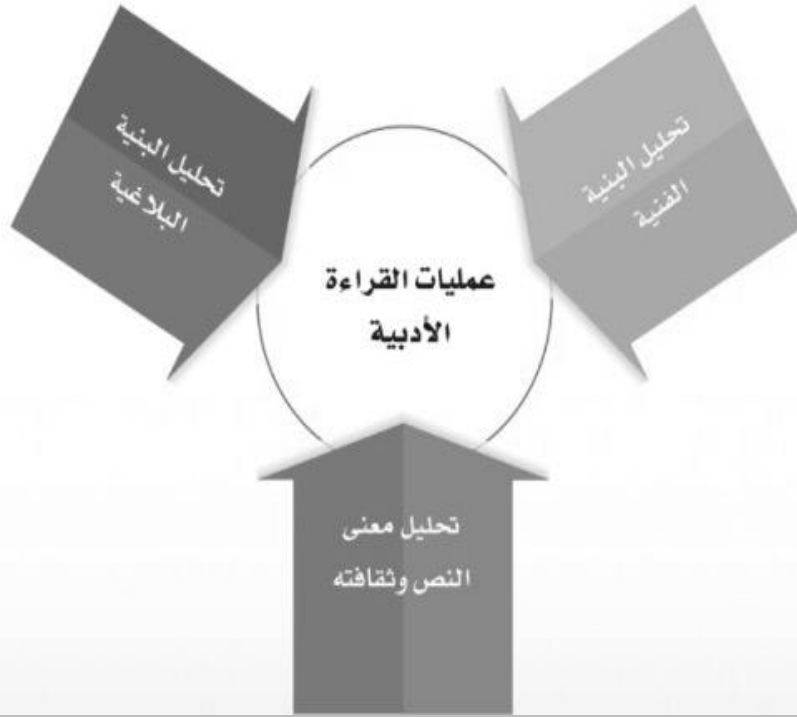 تحليل البنية
الفنية
تحليل البنية
البلاغية
عمليات القراءة
الأدبية
تحليل معنى
النص وثقافته